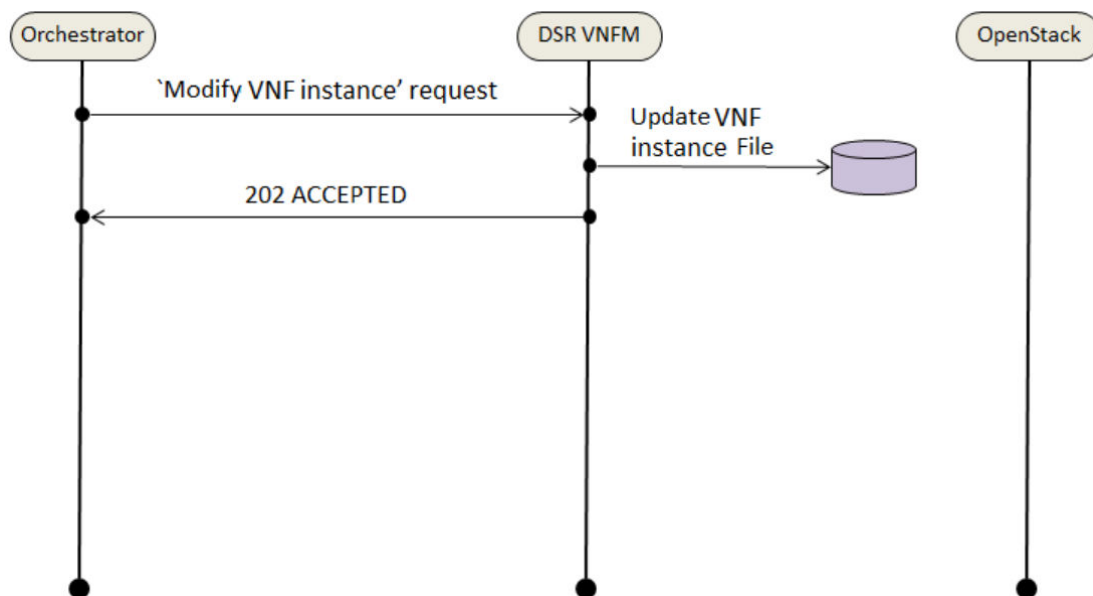 Orchestrator
DSR VNFM
OpenStack
`Modify VNF instance’ request
Update VNF
instance File
202 ACCEPTED